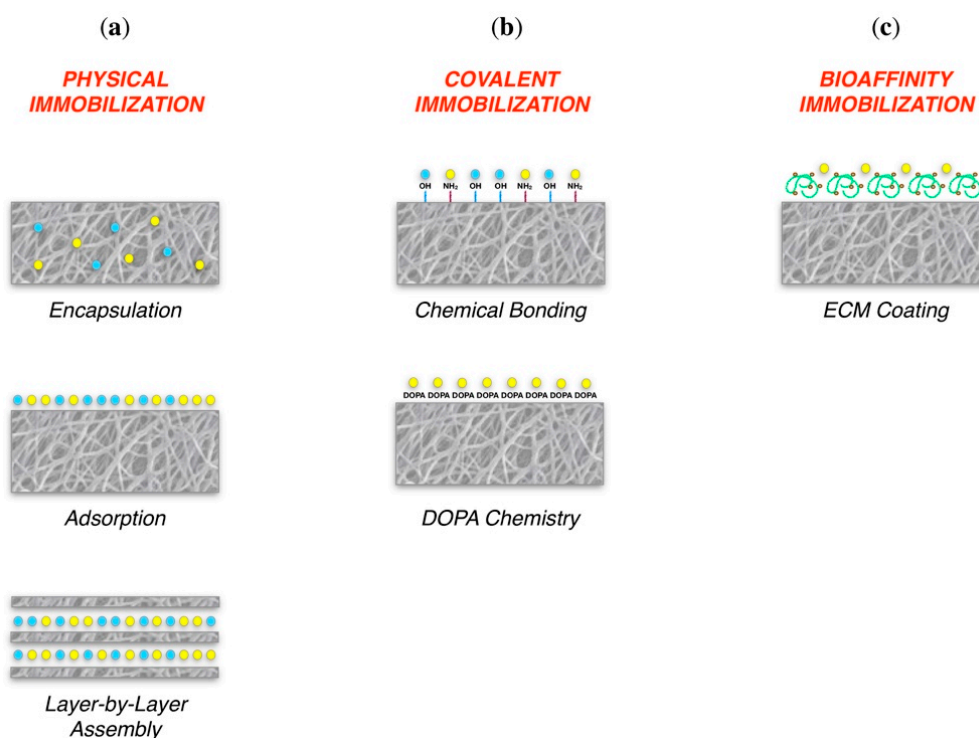 (a)
PHYSICAL
IMMOBILIZATION
Encapsulation
Adsorption
Layer-by-Layer
Assembly
(b)
COVALENT
IMMOBILIZATION
OH NH₂ OH OH NH₂ OH NH₂
Chemical Bonding
DOPA DOPA DOPA DOPA DOPA DOPA DOPA DOPA
DOPA Chemistry
(c)
BIOAFFINITY
IMMOBILIZATION
ECM Coating